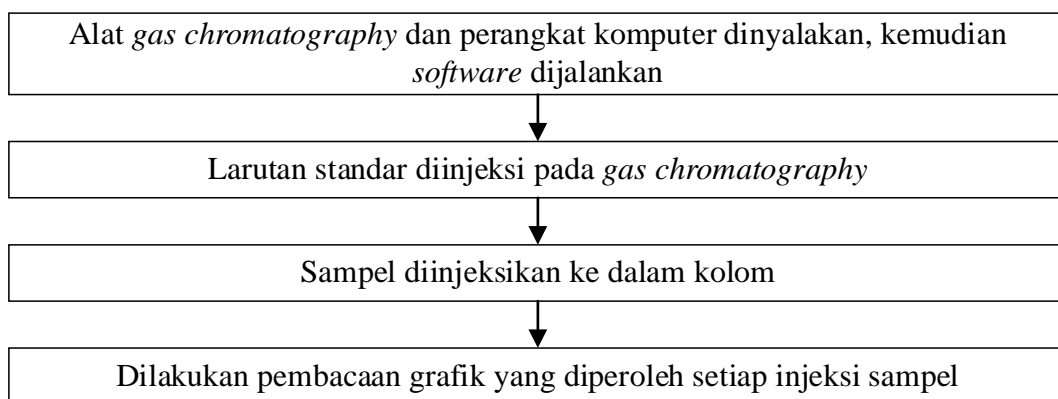 Alat gas chromatography dan perangkat komputer dinyalakan, kemudian
software dijalankan
Larutan standar diinjeksi pada gas chromatography
Sampel diinjeksikan ke dalam kolom
Dilakukan pembacaan grafik yang diperoleh setiap injeksi sampel